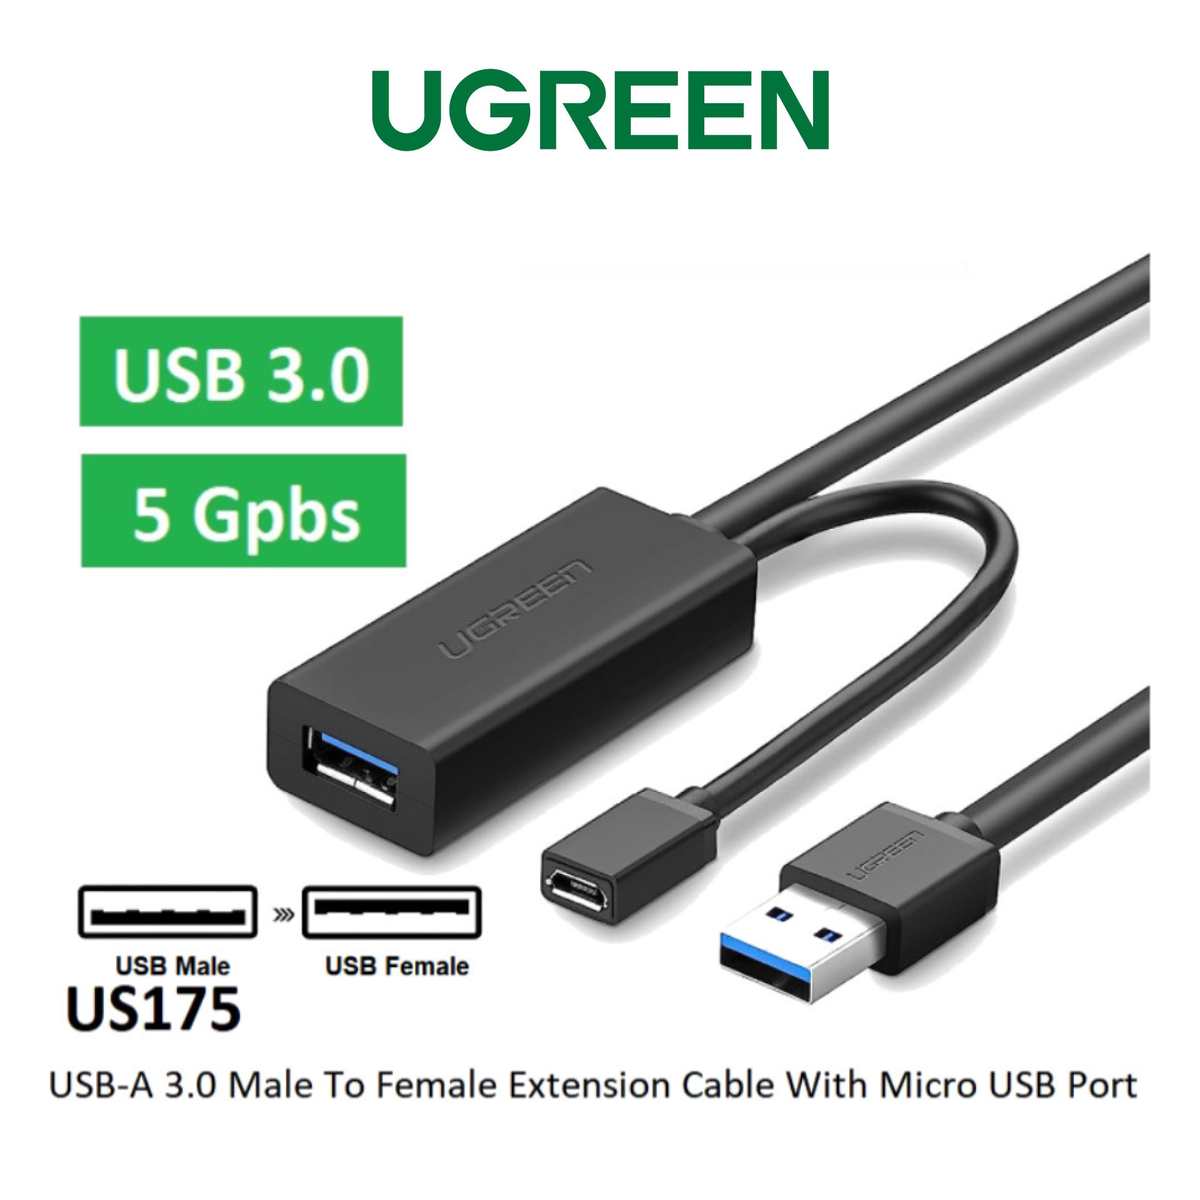 UGREEN
USB 3.0
5 Gpbs
UGREEN
UGREEN
USB Male
USB Female
US175
USB-A 3.0 Male To Female Extension Cable With Micro USB Port